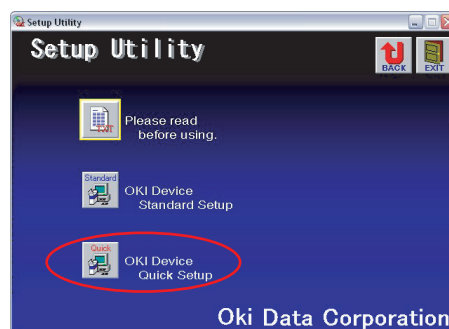 Setup Utility
Setup Utility
BACK
EXIT
TXT
Please read
before using.
Standard
OKI Device
Standard Setup
Quick
OKI Device
Quick Setup
Oki Data Corporation